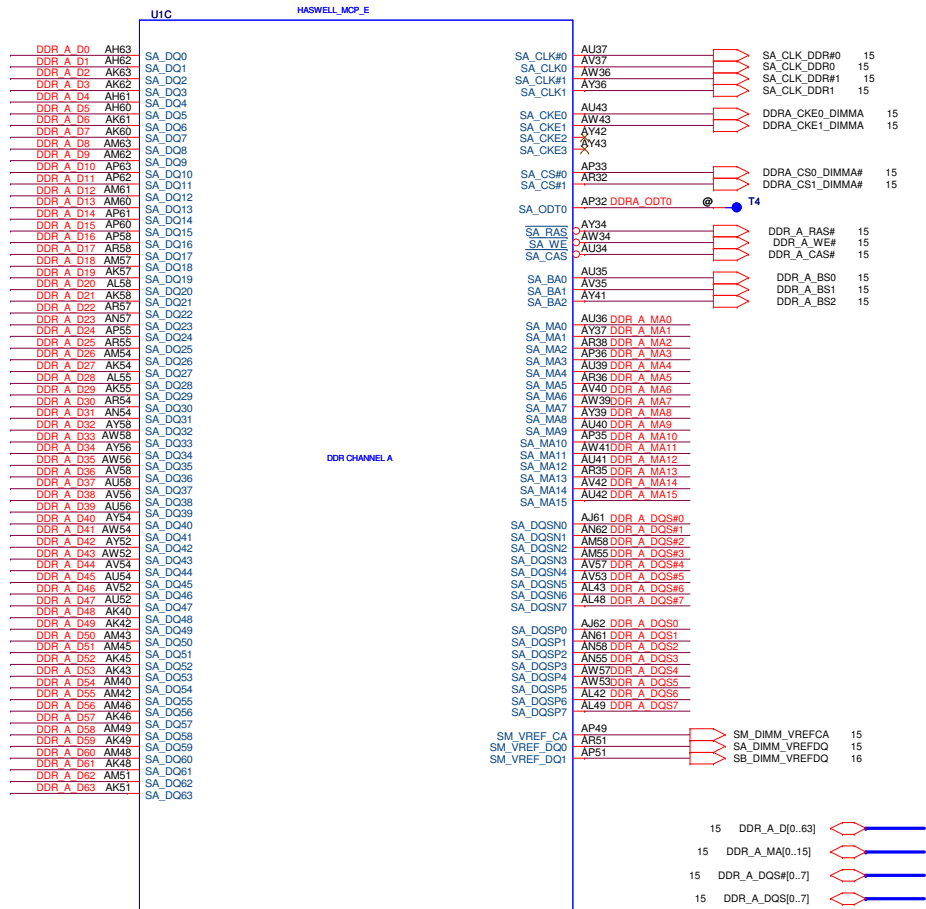 HASWELL_MCP_E
U1C
DDR_A_D0 AH63 SA_DQ0
DDR_A_D1 AH62 SA_DQ1
DDR_A_D2 AK63 SA_DQ2
DDR_A_D3 AK62 SA_DQ3
DDR_A_D4 AH61 SA_DQ4
DDR_A_D5 AH60 SA_DQ5
DDR_A_D6 AK61 SA_DQ6
DDR_A_D7 AK60 SA_DQ7
DDR_A_D8 AM63 SA_DQ8
DDR_A_D9 AM62 SA_DQ9
DDR_A_D10 AP63 SA_DQ10
DDR_A_D11 AP62 SA_DQ11
DDR_A_D12 AM61 SA_DQ12
DDR_A_D13 AM60 SA_DQ13
DDR_A_D14 AP61 SA_DQ14
DDR_A_D15 AP60 SA_DQ15
DDR_A_D16 AP58 SA_DQ16
DDR_A_D17 AR58 SA_DQ17
DDR_A_D18 AM57 SA_DQ18
DDR_A_D19 AK57 SA_DQ19
DDR_A_D20 AL58 SA_DQ20
DDR_A_D21 AK58 SA_DQ21
DDR_A_D22 AR57 SA_DQ22
DDR_A_D23 AN57 SA_DQ23
DDR_A_D24 AP55 SA_DQ24
DDR_A_D25 AR55 SA_DQ25
DDR_A_D26 AM54 SA_DQ26
DDR_A_D27 AK54 SA_DQ27
DDR_A_D28 AL55 SA_DQ28
DDR_A_D29 AK55 SA_DQ29
DDR_A_D30 AR54 SA_DQ30
DDR_A_D31 AN54 SA_DQ31
DDR_A_D32 AY58 SA_DQ32
DDR_A_D33 AW58 SA_DQ33
DDR_A_D34 AY56 SA_DQ34
DDR_A_D35 AW56 SA_DQ35
DDR_A_D36 AV58 SA_DQ36
DDR_A_D37 AU58 SA_DQ37
DDR_A_D38 AV56 SA_DQ38
DDR_A_D39 AU56 SA_DQ39
DDR_A_D40 AY54 SA_DQ40
DDR_A_D41 AW54 SA_DQ41
DDR_A_D42 AY52 SA_DQ42
DDR_A_D43 AW52 SA_DQ43
DDR_A_D44 AV54 SA_DQ44
DDR_A_D45 AU54 SA_DQ45
DDR_A_D46 AV52 SA_DQ46
DDR_A_D47 AU52 SA_DQ47
DDR_A_D48 AK40 SA_DQ48
DDR_A_D49 AK42 SA_DQ49
DDR_A_D50 AM43 SA_DQ50
DDR_A_D51 AM45 SA_DQ51
DDR_A_D52 AK45 SA_DQ52
DDR_A_D53 AK43 SA_DQ53
DDR_A_D54 AM40 SA_DQ54
DDR_A_D55 AM42 SA_DQ55
DDR_A_D56 AM46 SA_DQ56
DDR_A_D57 AK46 SA_DQ57
DDR_A_D58 AM49 SA_DQ58
DDR_A_D59 AK49 SA_DQ59
DDR_A_D60 AM48 SA_DQ60
DDR_A_D61 AK48 SA_DQ61
DDR_A_D62 AM51 SA_DQ62
DDR_A_D63 AK51 SA_DQ63
DDR CHANNEL A
SA_CLK#0 AU37 SA_CLK_DDR#0 15
SA_CLK0 AV37 SA_CLK_DDR0 15
SA_CLK#1 AW36 SA_CLK_DDR#1 15
SA_CLK1 AY36 SA_CLK_DDR1 15
SA_CKE0 AU43 DDRA_CKE0_DIMMA 15
SA_CKE1 AW43 DDRA_CKE1_DIMMA 15
SA_CKE2 AY42
SA_CKE3 AY43
SA_CS#0 AP33 DDRA_CS0_DIMMA# 15
SA_CS#1 AR32 DDRA_CS1_DIMMA# 15
SA_ODT0 AP32 DDRA_ODT0 @ T4
SA_RAS AY34 DDR_A_RAS# 15
SA_WE AW34 DDR_A_WE# 15
SA_CAS AU34 DDR_A_CAS# 15
SA_BA0 AU35 DDR_A_BS0 15
SA_BA1 AV35 DDR_A_BS1 15
SA_BA2 AY41 DDR_A_BS2 15
SA_MA0 AU36 DDR_A_MA0
SA_MA1 AY37 DDR_A_MA1
SA_MA2 AR38 DDR_A_MA2
SA_MA3 AP36 DDR_A_MA3
SA_MA4 AU39 DDR_A_MA4
SA_MA5 AR36 DDR_A_MA5
SA_MA6 AV40 DDR_A_MA6
SA_MA7 AW39 DDR_A_MA7
SA_MA8 AY39 DDR_A_MA8
SA_MA9 AU40 DDR_A_MA9
SA_MA10 AP35 DDR_A_MA10
SA_MA11 AW41 DDR_A_MA11
SA_MA12 AU41 DDR_A_MA12
SA_MA13 AR35 DDR_A_MA13
SA_MA14 AV42 DDR_A_MA14
SA_MA15 AU42 DDR_A_MA15
SA_DQSN0 AJ61 DDR_A_DQS#0
SA_DQSN1 AN62 DDR_A_DQS#1
SA_DQSN2 AM58 DDR_A_DQS#2
SA_DQSN3 AM55 DDR_A_DQS#3
SA_DQSN4 AV57 DDR_A_DQS#4
SA_DQSN5 AV53 DDR_A_DQS#5
SA_DQSN6 AL43 DDR_A_DQS#6
SA_DQSN7 AL48 DDR_A_DQS#7
SA_DQSP0 AJ62 DDR_A_DQS0
SA_DQSP1 AN61 DDR_A_DQS1
SA_DQSP2 AN58 DDR_A_DQS2
SA_DQSP3 AN55 DDR_A_DQS3
SA_DQSP4 AW57 DDR_A_DQS4
SA_DQSP5 AW53 DDR_A_DQS5
SA_DQSP6 AL42 DDR_A_DQS6
SA_DQSP7 AL49 DDR_A_DQS7
SM_VREF_CA AP49 SM_DIMM_VREFCA 15
SM_VREF_DQ0 AR51 SA_DIMM_VREFDQ 15
SM_VREF_DQ1 AP51 SB_DIMM_VREFDQ 16
15 DDR_A_D[0..63]
15 DDR_A_MA[0..15]
15 DDR_A_DQS#[0..7]
15 DDR_A_DQS[0..7]